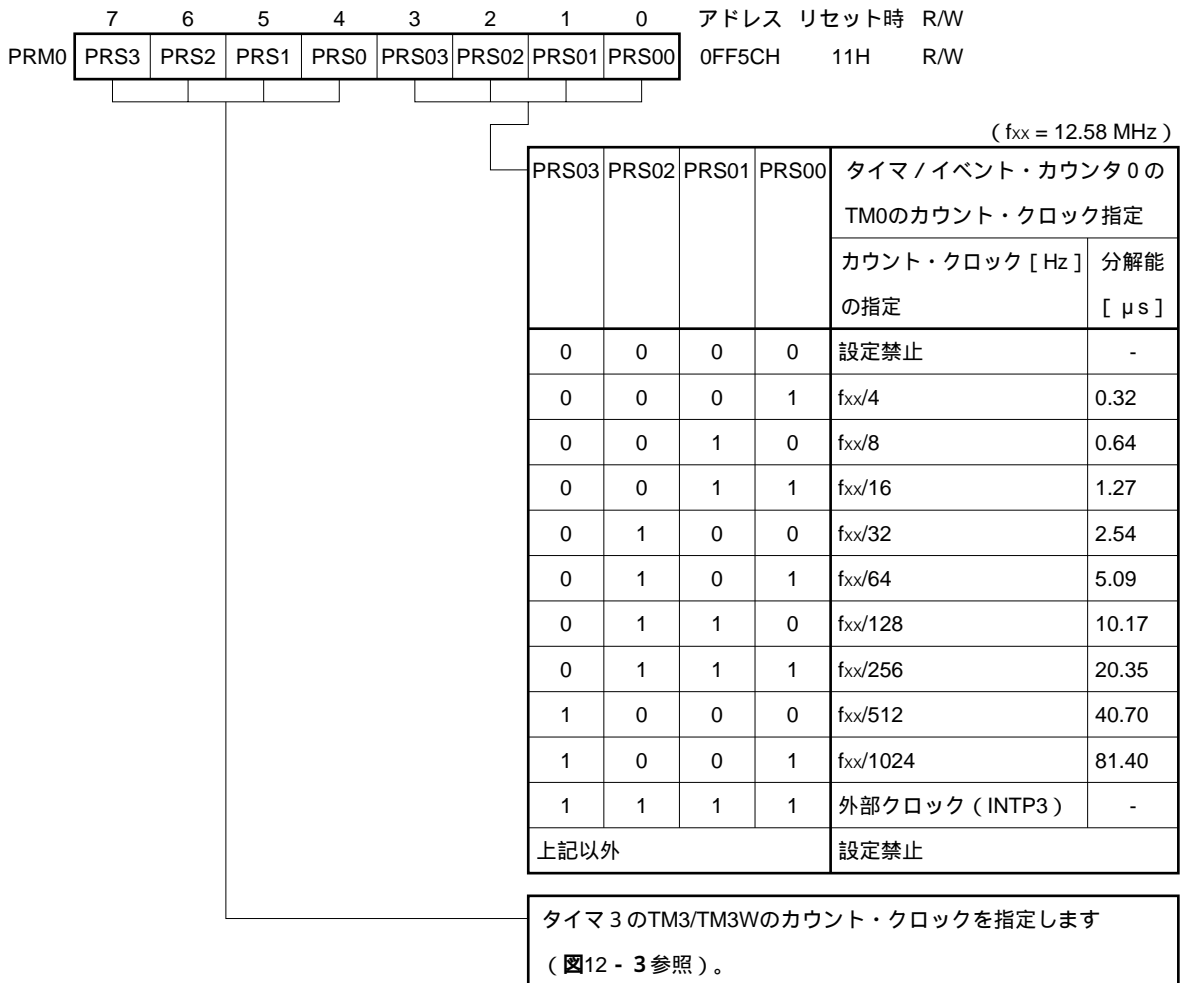 7 6 5 4 3 2 1 0 アドレス リセット時 R/W
PRM0 PRS3 PRS2 PRS1 PRS0 PRS03 PRS02 PRS01 PRS00 0FF5CH 11H R/W
(fxx = 12.58 MHz)
PRS03 PRS02 PRS01 PRS00 タイマ/イベント・カウンタ0の
TM0のカウント・クロック指定
カウント・クロック[Hz] 分解能
の指定 [μs]
0 0 0 0 設定禁止 -
0 0 0 1 fxx/4 0.32
0 0 1 0 fxx/8 0.64
0 0 1 1 fxx/16 1.27
0 1 0 0 fxx/32 2.54
0 1 0 1 fxx/64 5.09
0 1 1 0 fxx/128 10.17
0 1 1 1 fxx/256 20.35
1 0 0 0 fxx/512 40.70
1 0 0 1 fxx/1024 81.40
1 1 1 1 外部クロック(INTP3) -
上記以外 設定禁止
タイマ3のTM3/TM3Wのカウント・クロックを指定します
(図12-3参照)。